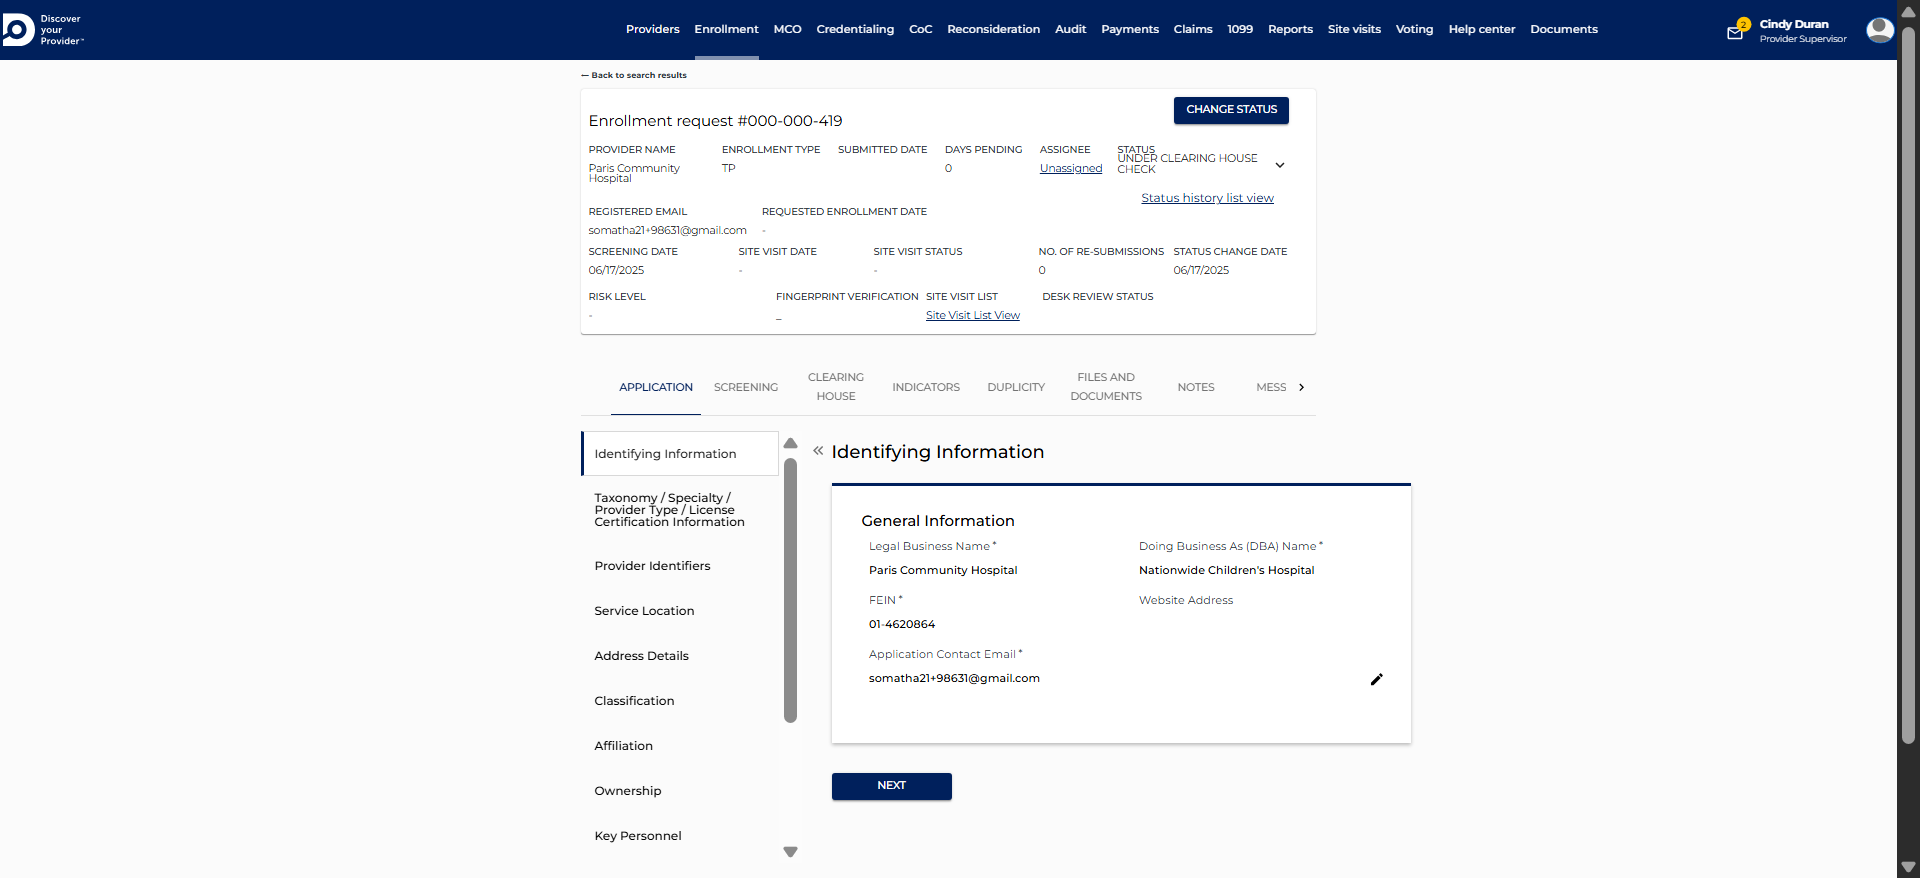 Discover
your
Provider™
Providers Enrollment MCO Credentialing CoC Reconsideration Audit Payments Claims 1099 Reports Site visits Voting Help center Documents
2
Cindy Duran
Provider Supervisor
Back to search results
Enrollment request #000-000-419
CHANGE STATUS
PROVIDER NAME
Paris Community
Hospital
ENROLLMENT TYPE
TP
SUBMITTED DATE
DAYS PENDING
0
ASSIGNEE
Unassigned
STATUS
UNDER CLEARING HOUSE
CHECK
Status history list view
REGISTERED EMAIL
somatha21+98631@gmail.com
REQUESTED ENROLLMENT DATE
-
SCREENING DATE
06/17/2025
SITE VISIT DATE
-
SITE VISIT STATUS
-
NO. OF RE-SUBMISSIONS
0
STATUS CHANGE DATE
06/17/2025
RISK LEVEL
-
FINGERPRINT VERIFICATION
_
SITE VISIT LIST
Site Visit List View
DESK REVIEW STATUS
APPLICATION
SCREENING
CLEARING
HOUSE
INDICATORS
DUPLICITY
FILES AND
DOCUMENTS
NOTES
MESS
Identifying Information
Taxonomy / Specialty /
Provider Type / License
Certification Information
Provider Identifiers
Service Location
Address Details
Classification
Affiliation
Ownership
Key Personnel
Identifying Information
General Information
Legal Business Name *
Paris Community Hospital
Doing Business As (DBA) Name *
Nationwide Children's Hospital
FEIN *
01-4620864
Website Address
Application Contact Email *
somatha21+98631@gmail.com
NEXT